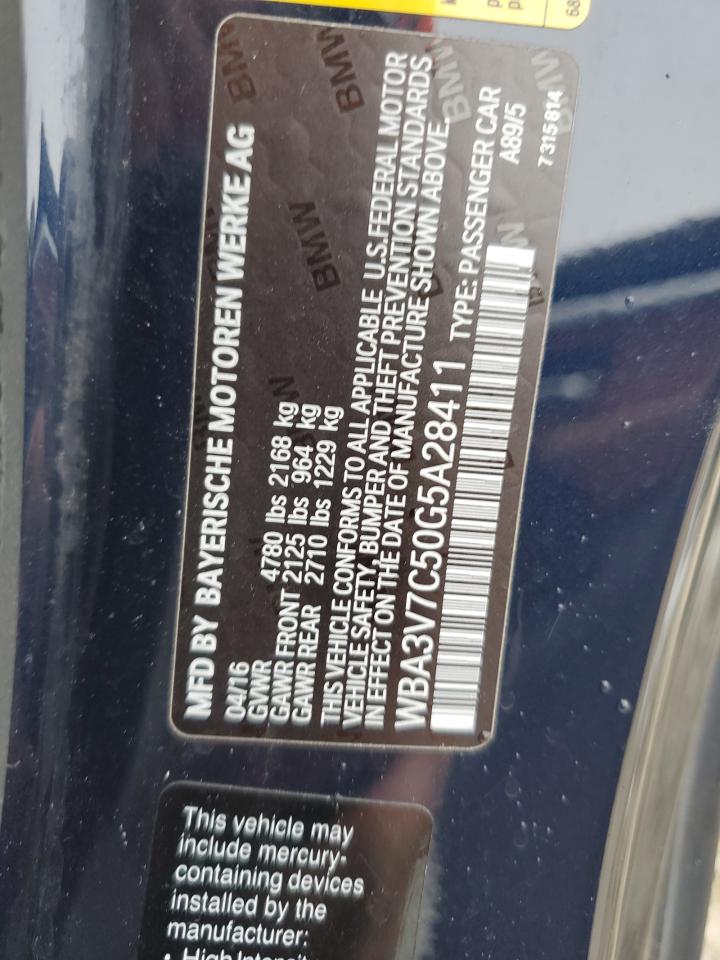 MFD BY BAYERISCHE MOTOREN WERKE AG
04/16
GVWR 4780 lbs 2168 kg
GAWR FRONT 2125 lbs 964 kg
GAWR REAR 2710 lbs 1229 kg
THIS VEHICLE CONFORMS TO ALL APPLICABLE U.S.FEDERAL MOTOR
VEHICLE SAFETY, BUMPER AND THEFT PREVENTION STANDARDS
IN EFFECT ON THE DATE OF MANUFACTURE SHOWN ABOVE.
WBA3V7C50G5A28411 TYPE: PASSENGER CAR
A89/5
7315814
This vehicle may
include mercury-
containing devices
installed by the
manufacturer:
• High Intensit